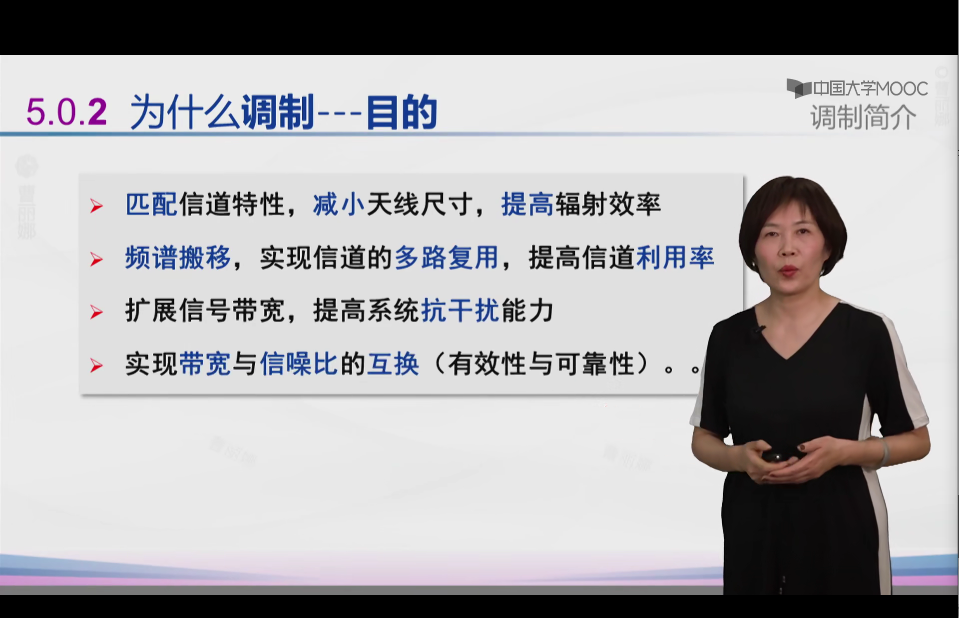 5.0.2 为什么调制---目的
中国大学MOOC
调制简介
匹配信道特性，减小天线尺寸，提高辐射效率
频谱搬移，实现信道的多路复用，提高信道利用率
扩展信号带宽，提高系统抗干扰能力
实现带宽与信噪比的互换（有效性与可靠性）。。